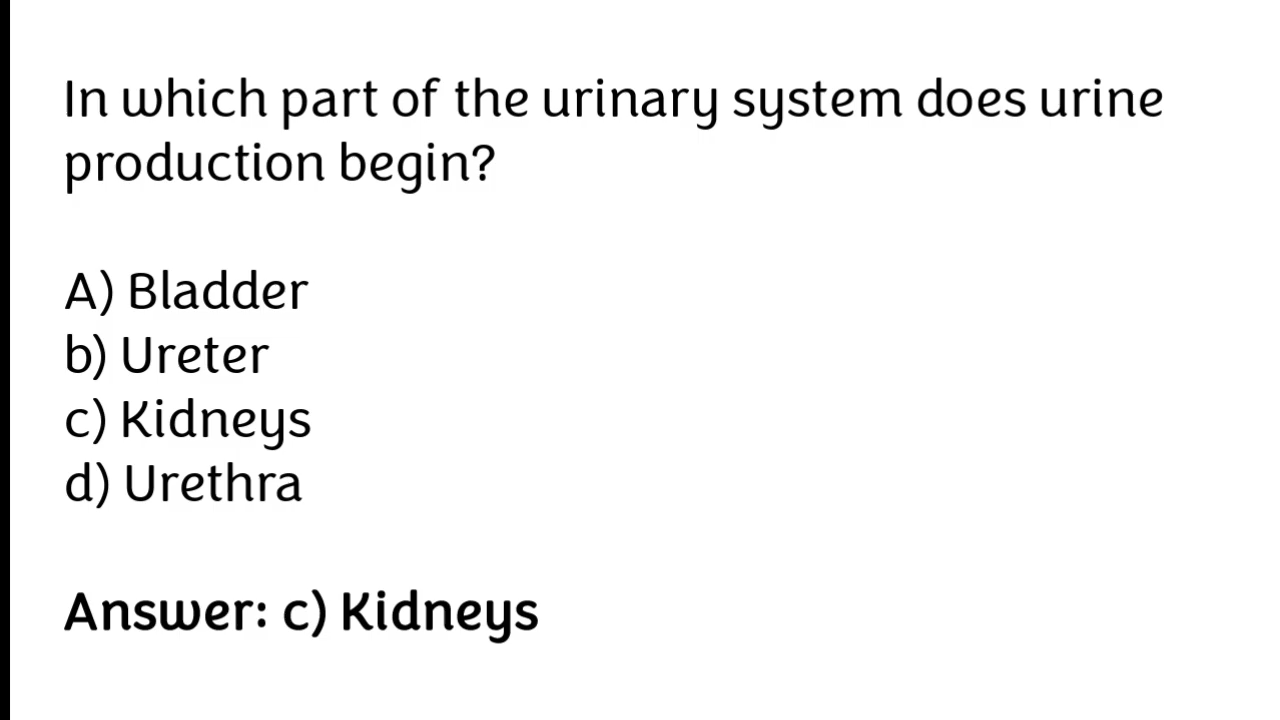 In which part of the urinary system does urine
production begin?
A) Bladder
b) Ureter
c) Kidneys
d) Urethra
Answer: c) Kidneys